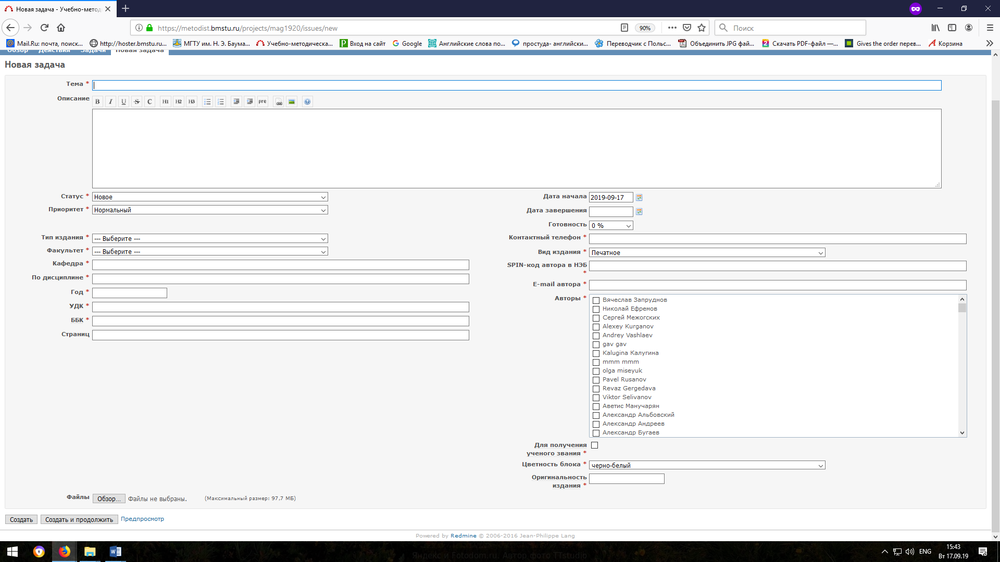 Новая задача - Учебно-метод
https://metodist.bmstu.ru/projects/mag1920/issues/new
90%
Поиск
Mail.Ru: почта, поиск...
http://hoster.bmstu.ru...
МГТУ им. Н. Э. Баума...
Учебно-методическа...
Вход на сайт
Google
Английские слова по...
простуда- английски...
Переводчик с Польс...
Объединить JPG фай...
Скачать PDF-файл —...
Gives the order перев...
Корзина
Обзор Действия Задачи Новая задача
Новая задача
Тема *
Описание
B I U S C H1 H2 H3 pre
Статус * Новое
Дата начала 2019-09-17
Приоритет * Нормальный
Дата завершения
Готовность 0 %
Тип издания * --- Выберите ---
Контактный телефон *
Факультет * --- Выберите ---
Вид издания * Печатное
Кафедра *
SPIN-код автора в НЭБ
*
По дисциплине *
E-mail автора *
Год *
Авторы *
Вячеслав Запруднов
УДК *
Николай Ефремов
Сергей Межогских
ББК *
Alexey Kurganov
Страниц
Andrey Vashlaev
gav gav
Kalugina Калугина
mmm mmm
olga miseyuk
Pavel Rusanov
Revaz Gergedava
Viktor Selivanov
Аветис Манучарян
Александр Альбовский
Александр Андреев
Александр Бугаев
Для получения
ученого звания *
Цветность блока * черно-белый
Оригинальность
издания *
Файлы Обзор... Файлы не выбраны. (Максимальный размер: 97,7 МБ)
Создать Создать и продолжить Предпросмотр
Powered by Redmine © 2006-2016 Jean-Philippe Lang
Яндекс и Fotodom.ru. Автор фото TTstudio
ENG
15:43
Вт 17.09.19